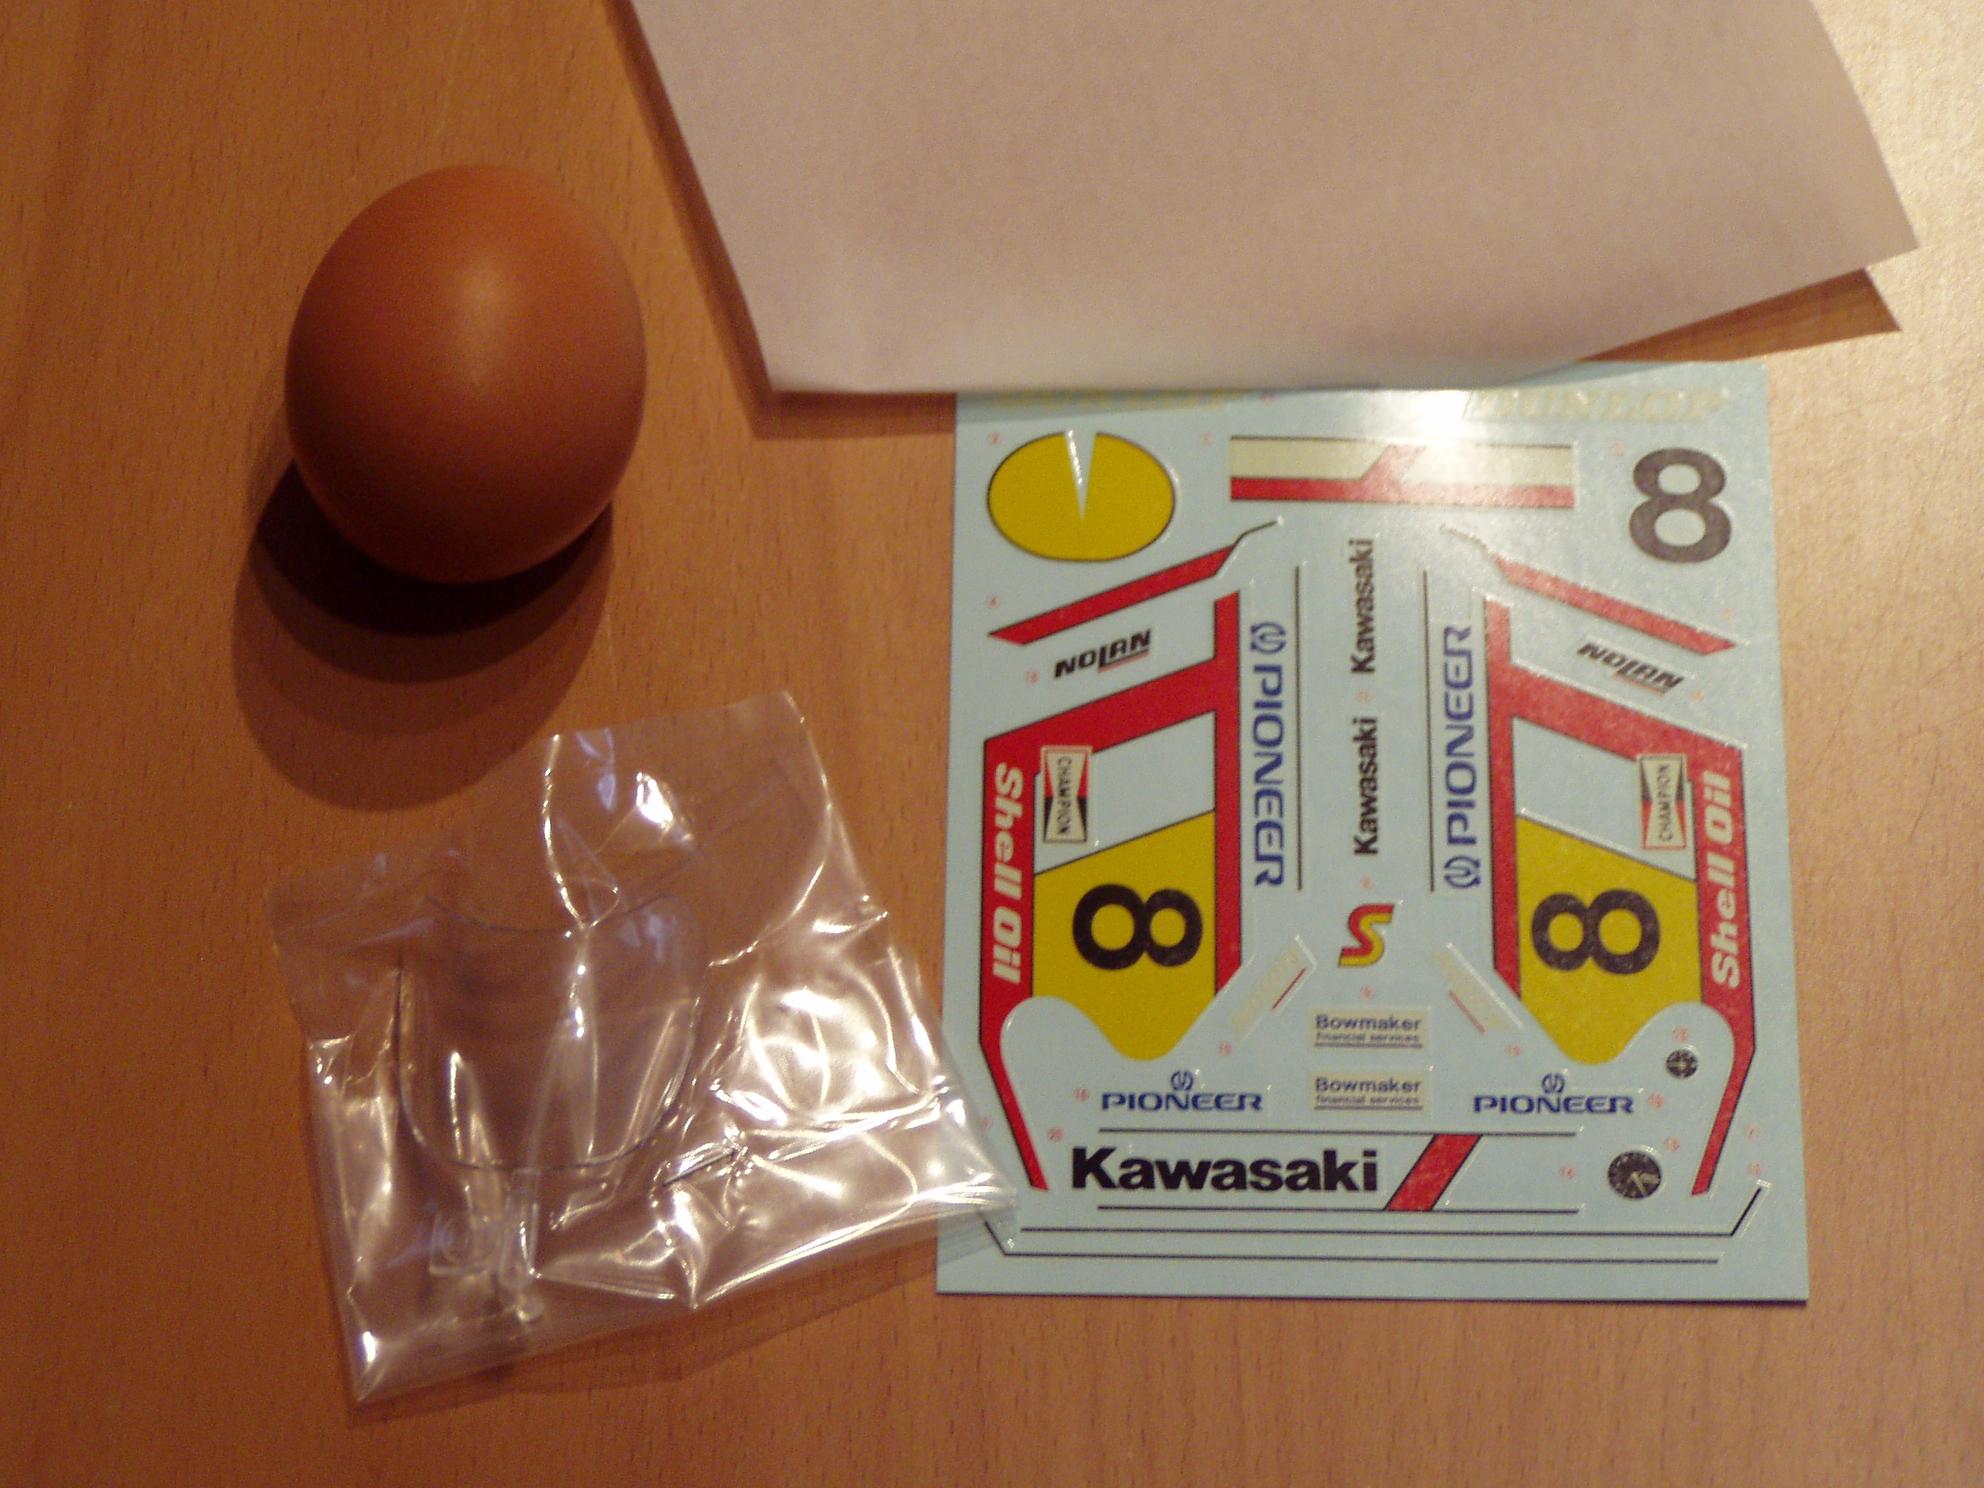 DUNLOP
8
Kawasaki
NOLAN
NOLAN
PIONEER
Kawasaki
PIONEER
CHAMPION
CHAMPION
Shell Oil
Shell Oil
8
8
S
Bowmaker
financial services
Bowmaker
financial services
PIONEER
PIONEER
Kawasaki